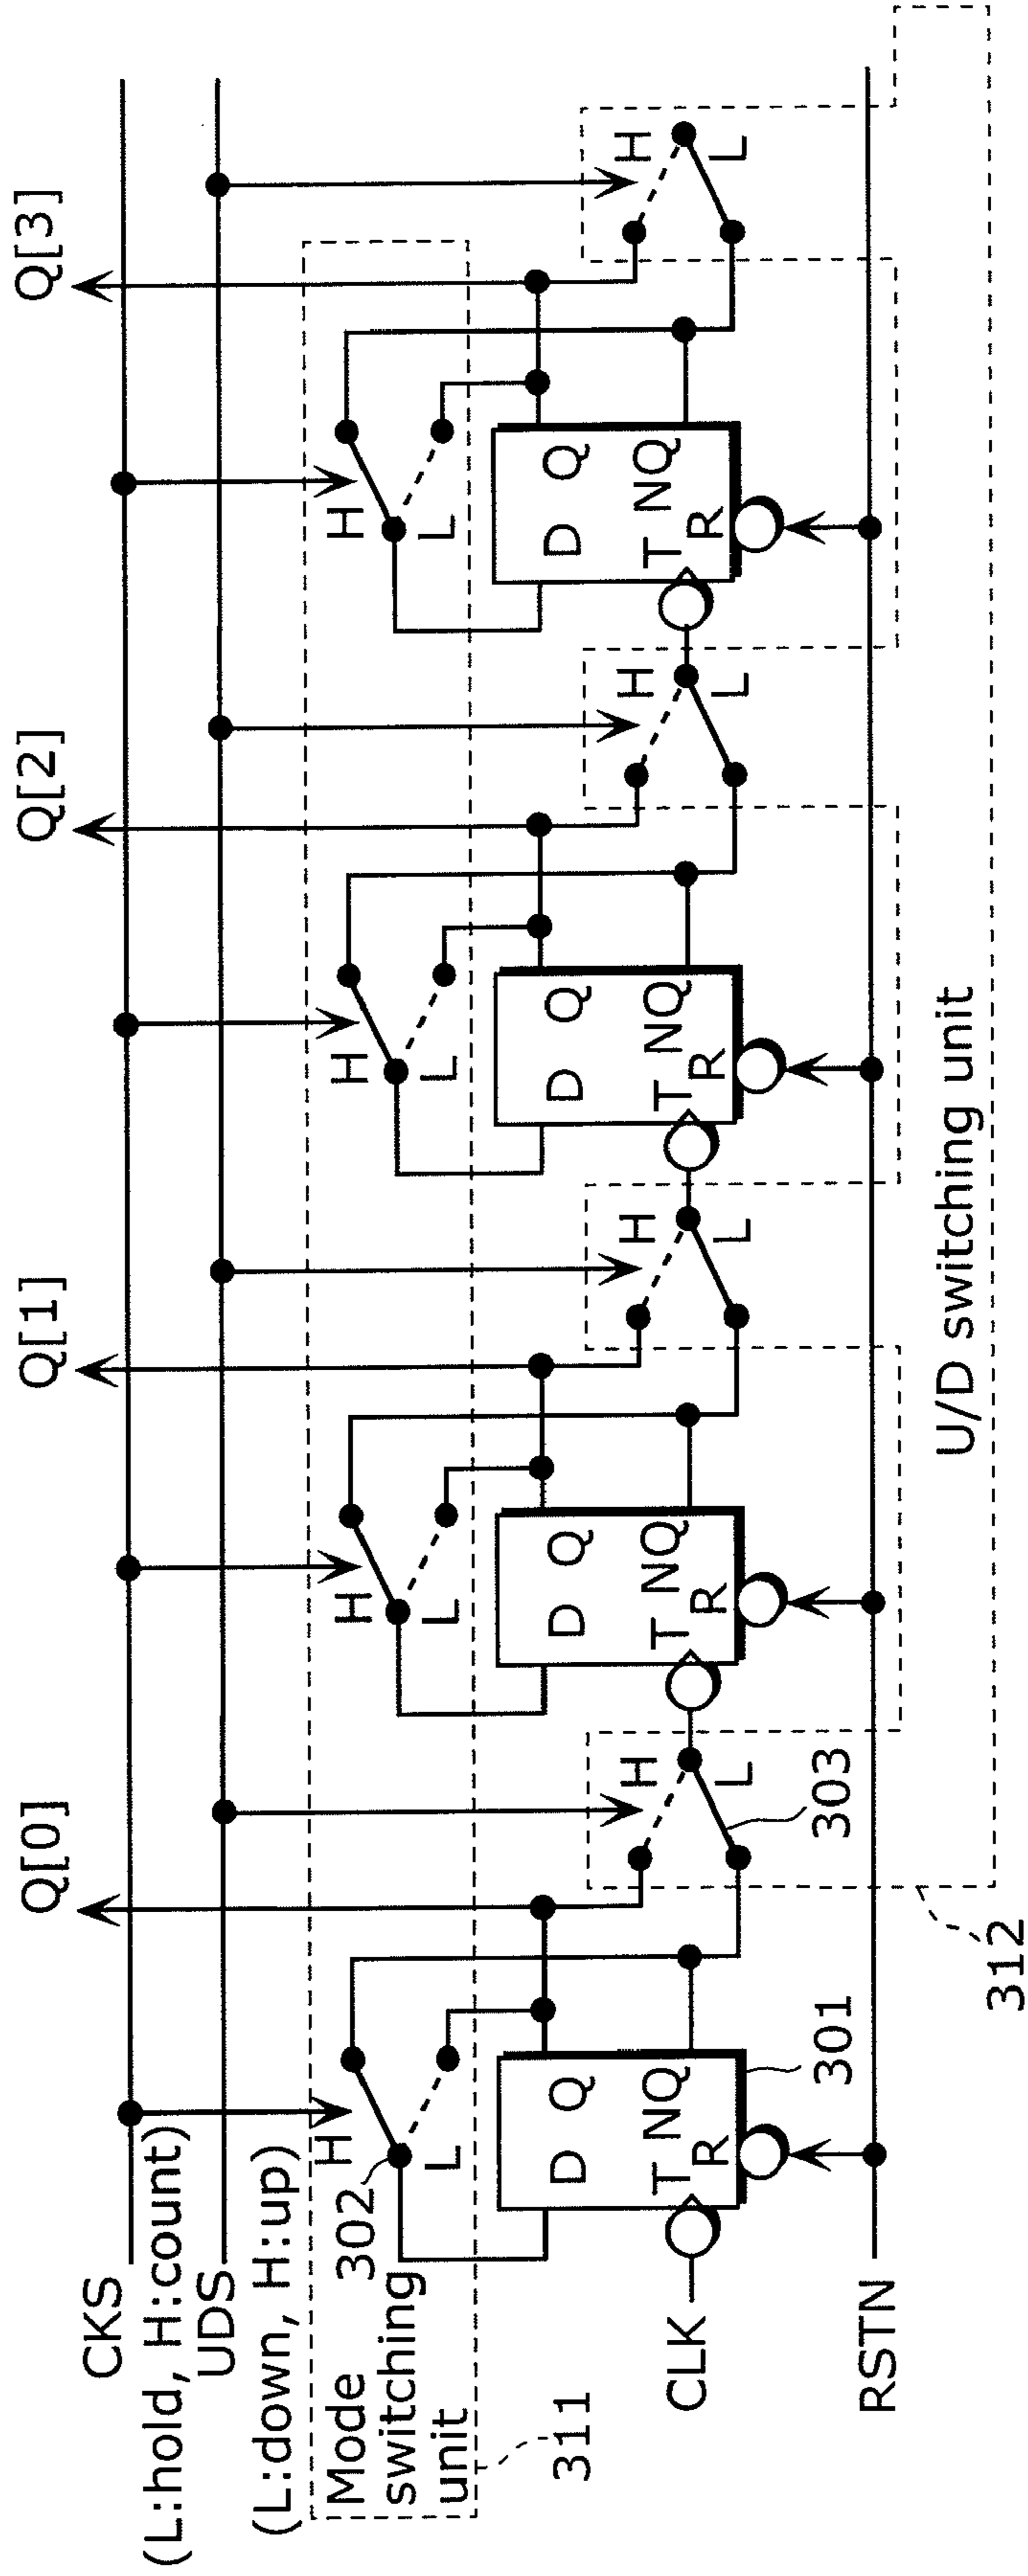 Q[0]
Q[1]
Q[2]
Q[3]
CKS
(L:hold, H:count)
UDS
(L:down, H:up)
Mode
switching
unit
311
302
H
L
H
L
H
L
H
L
D
Q
T
NQ
R
D
Q
T
NQ
R
D
Q
T
NQ
R
D
Q
T
NQ
R
H
L
H
L
H
L
H
L
CLK
301
303
RSTN
U/D switching unit
312